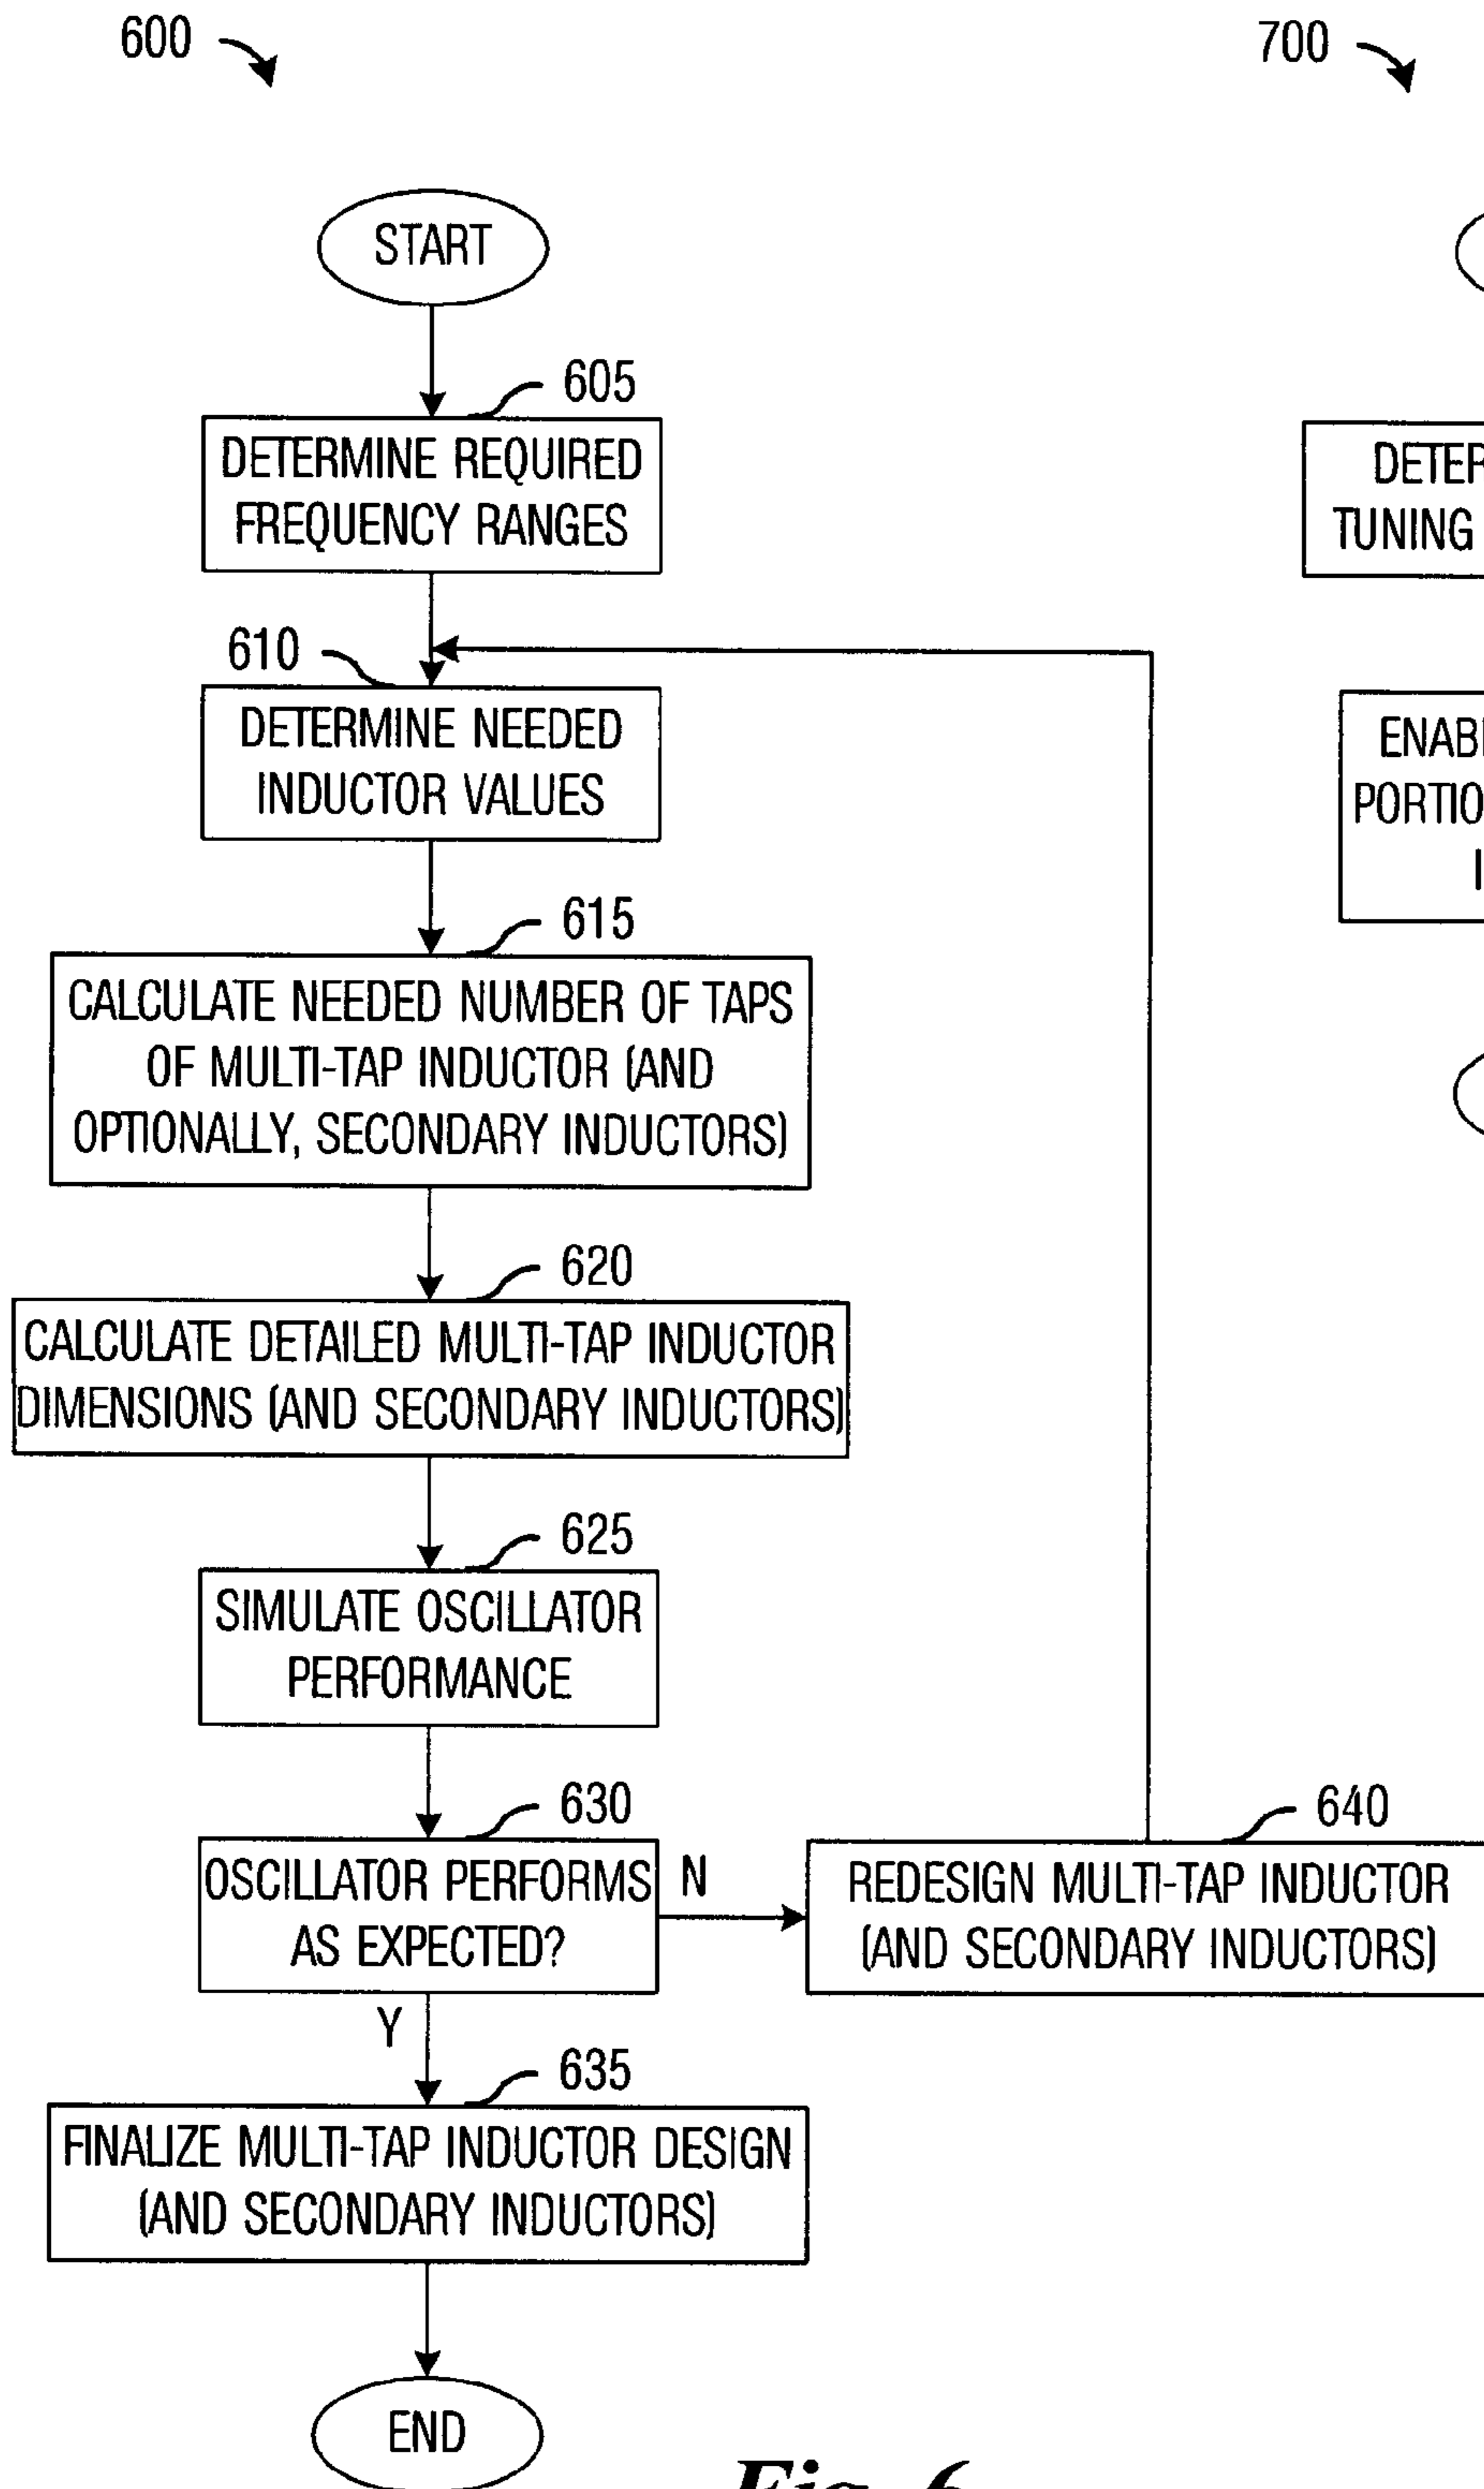 600
START
605
DETERMINE REQUIRED
FREQUENCY RANGES
610
DETERMINE NEEDED
INDUCTOR VALUES
615
CALCULATE NEEDED NUMBER OF TAPS
OF MULTI-TAP INDUCTOR (AND
OPTIONALLY, SECONDARY INDUCTORS)
620
CALCULATE DETAILED MULTI-TAP INDUCTOR
DIMENSIONS (AND SECONDARY INDUCTORS)
625
SIMULATE OSCILLATOR
PERFORMANCE
630
OSCILLATOR PERFORMS
AS EXPECTED?
N
640
REDESIGN MULTI-TAP INDUCTOR
(AND SECONDARY INDUCTORS)
Y
635
FINALIZE MULTI-TAP INDUCTOR DESIGN
(AND SECONDARY INDUCTORS)
END
Fig. 6
700
TUNING